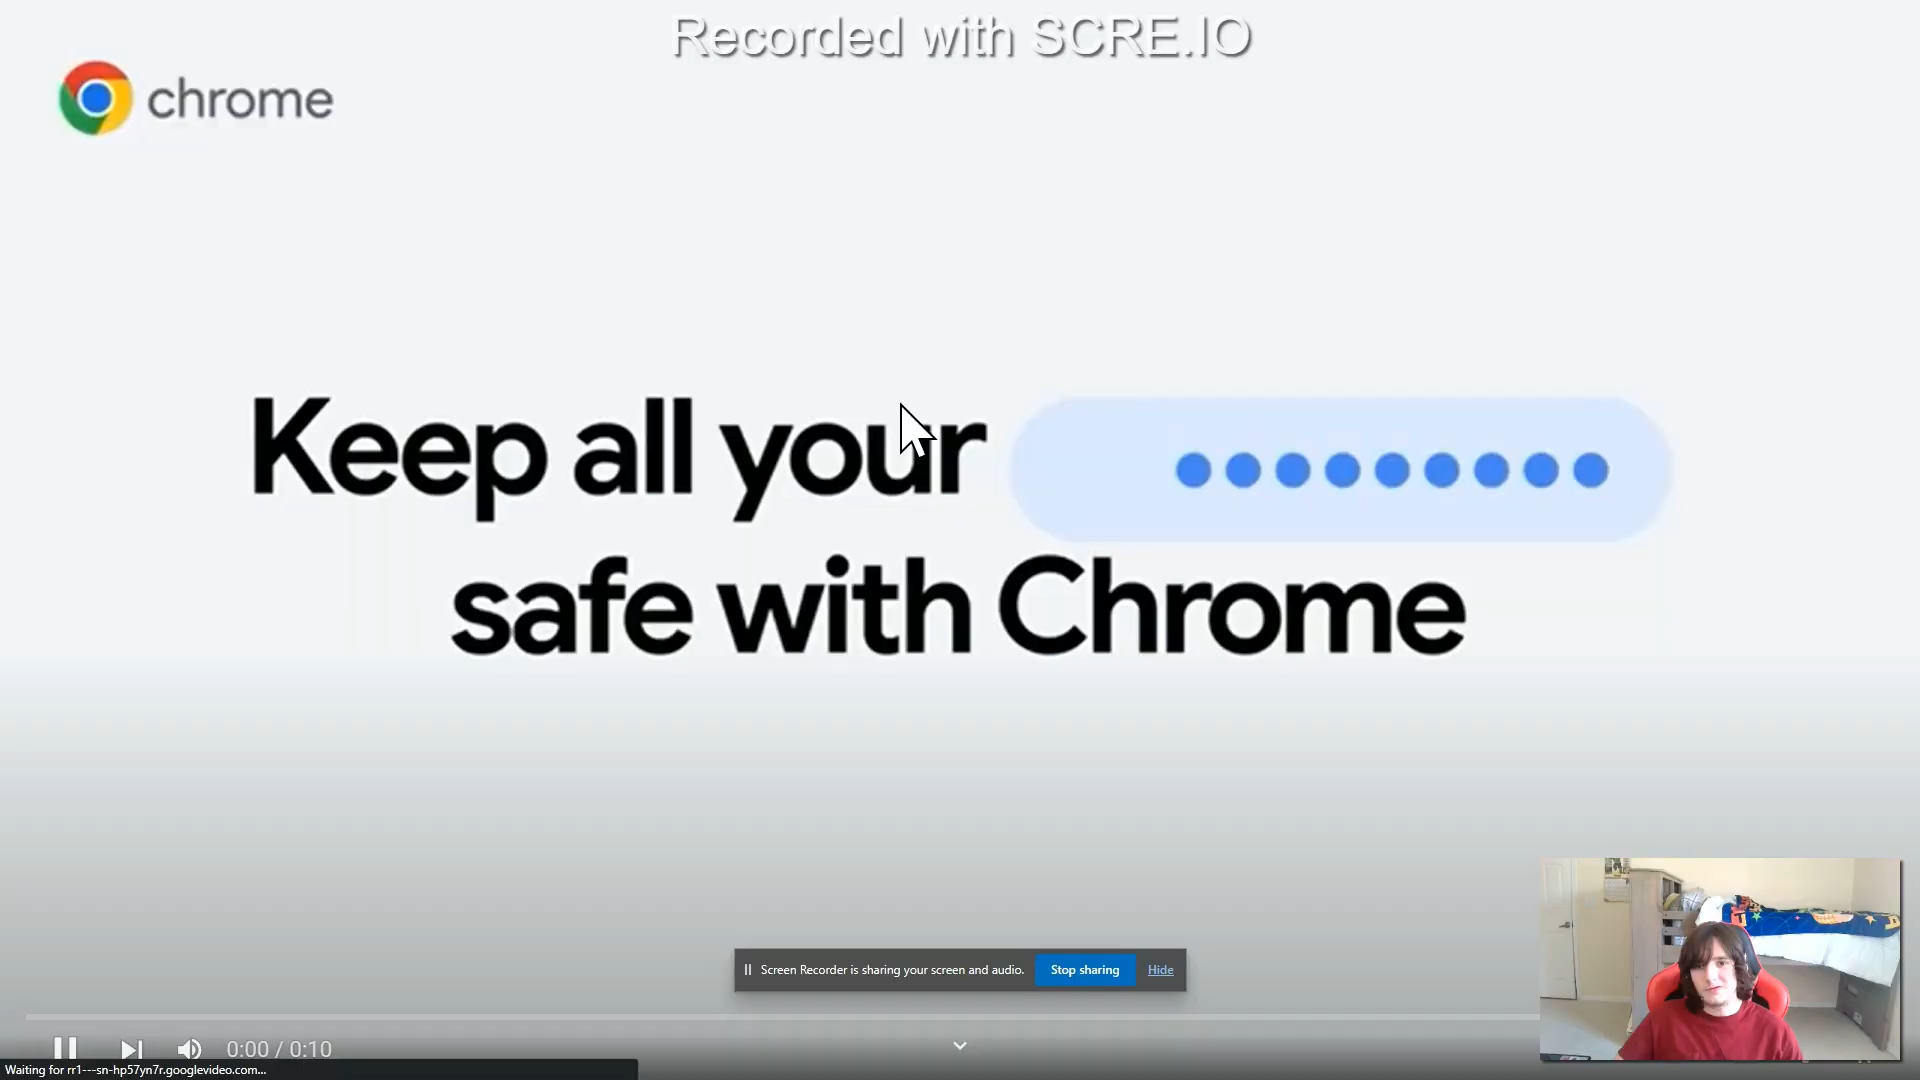 Recorded with SCRE.IO
chrome
Keep all your
safe with Chrome
Screen Recorder is sharing your screen and audio. Stop sharing Hide
0:00 / 0:10
Waiting for rr1---sn-hp57yn7r.googlevideo.com...